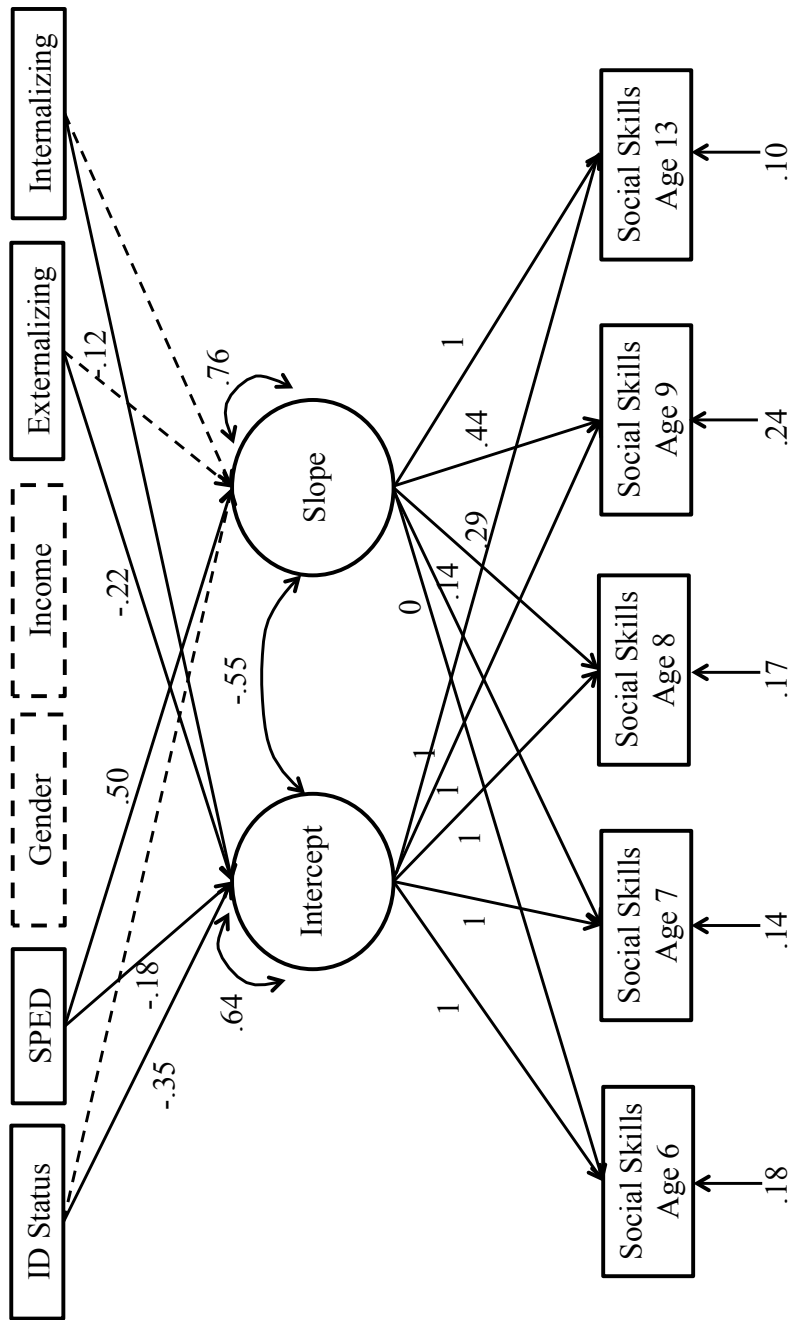 ID Status
SPED
Gender
Income
Externalizing
Internalizing
-.35
-.18
.50
-.22
-.12
.64
Intercept
-.55
Slope
.76
1
1
1
1
1
0
.14
.29
.44
1
Social Skills
Age 6
Social Skills
Age 7
Social Skills
Age 8
Social Skills
Age 9
Social Skills
Age 13
.18
.14
.17
.24
.10